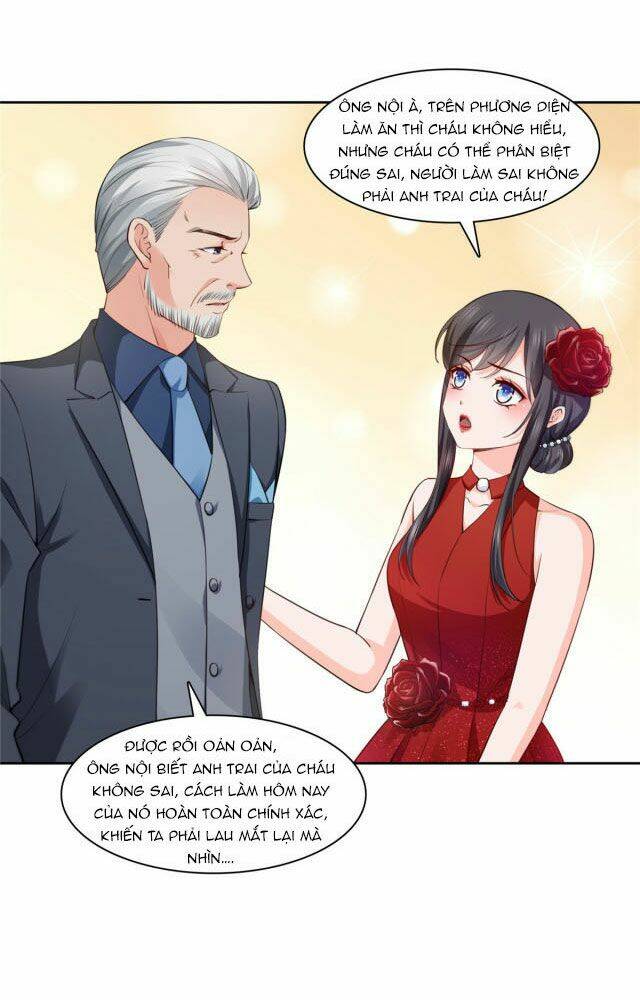 ÔNG NỘI À, TRÊN PHƯƠNG DIỆN
LÀM ĂN THÌ CHÁU KHÔNG HIỂU,
NHƯNG CHÁU CÓ THỂ PHÂN BIỆT
ĐÚNG SAI, NGƯỜI LÀM SAI KHÔNG
PHẢI ANH TRAI CỦA CHÁU!
ĐƯỢC RỒI OẢN OẢN,
ÔNG NỘI BIẾT ANH TRAI CỦA CHÁU
KHÔNG SAI, CÁCH LÀM HÔM NAY
CỦA NÓ HOÀN TOÀN CHÍNH XÁC,
KHIẾN TA PHẢI LAU MẮT LẠI MÀ
NHÌN....